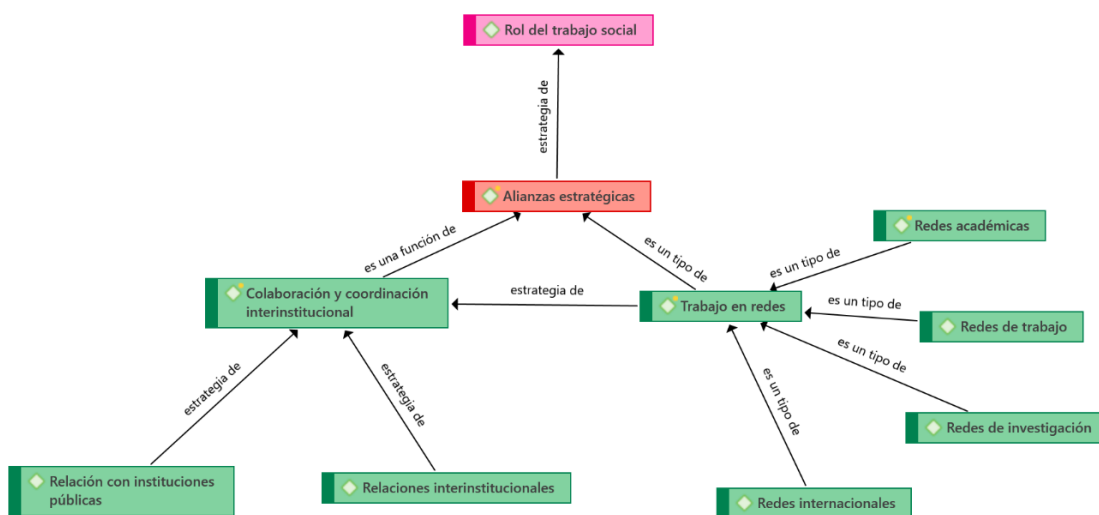 Rol del trabajo social
estrategia de
Alianzas estratégicas
es una función de
es un tipo de
Redes académicas
es un tipo de
Colaboración y coordinación
interinstitucional
estrategia de
Trabajo en redes
es un tipo de
Redes de trabajo
es un tipo de
estrategia de
estrategia de
es un tipo de
Redes de investigación
Relación con instituciones
públicas
Relaciones interinstitucionales
Redes internacionales